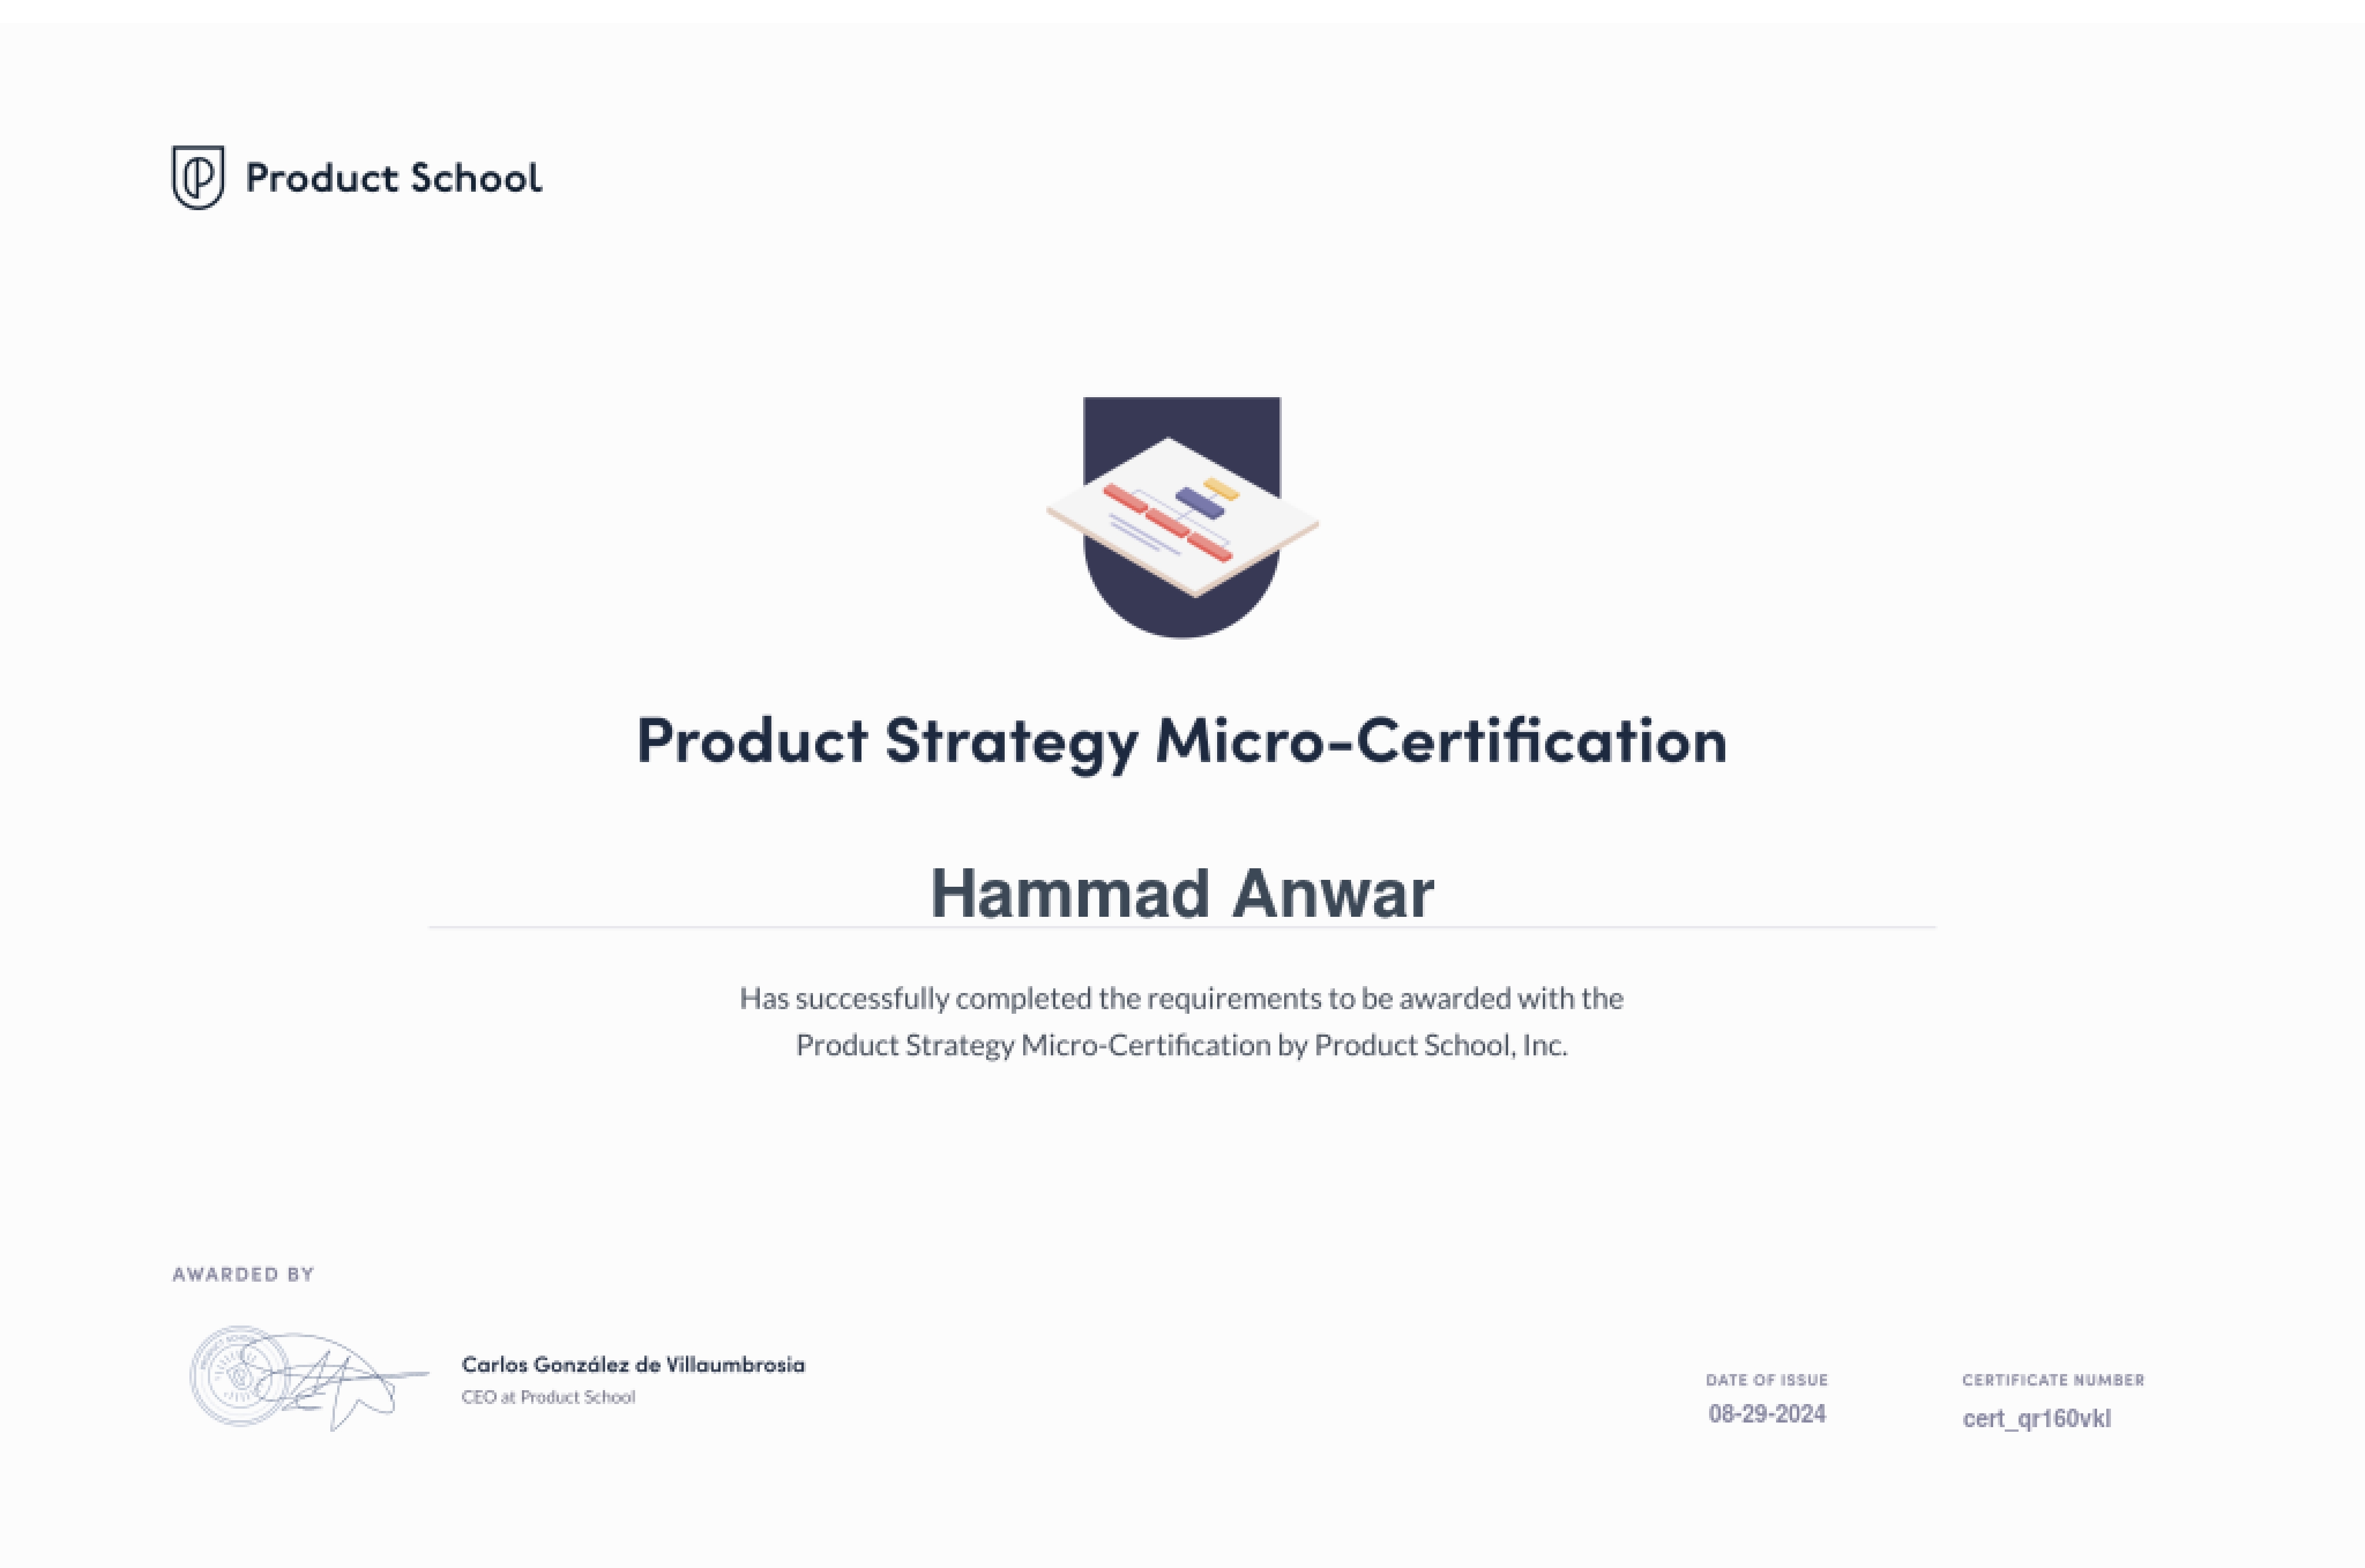 Product School
Product Strategy Micro-Certification
Hammad Anwar
Has successfully completed the requirements to be awarded with the
Product Strategy Micro-Certification by Product School, Inc.
AWARDED BY
PRODUCT SCHOOL
Carlos González de Villaumbrosia
CEO at Product School
DATE OF ISSUE
08-29-2024
CERTIFICATE NUMBER
cert_qr160vkl